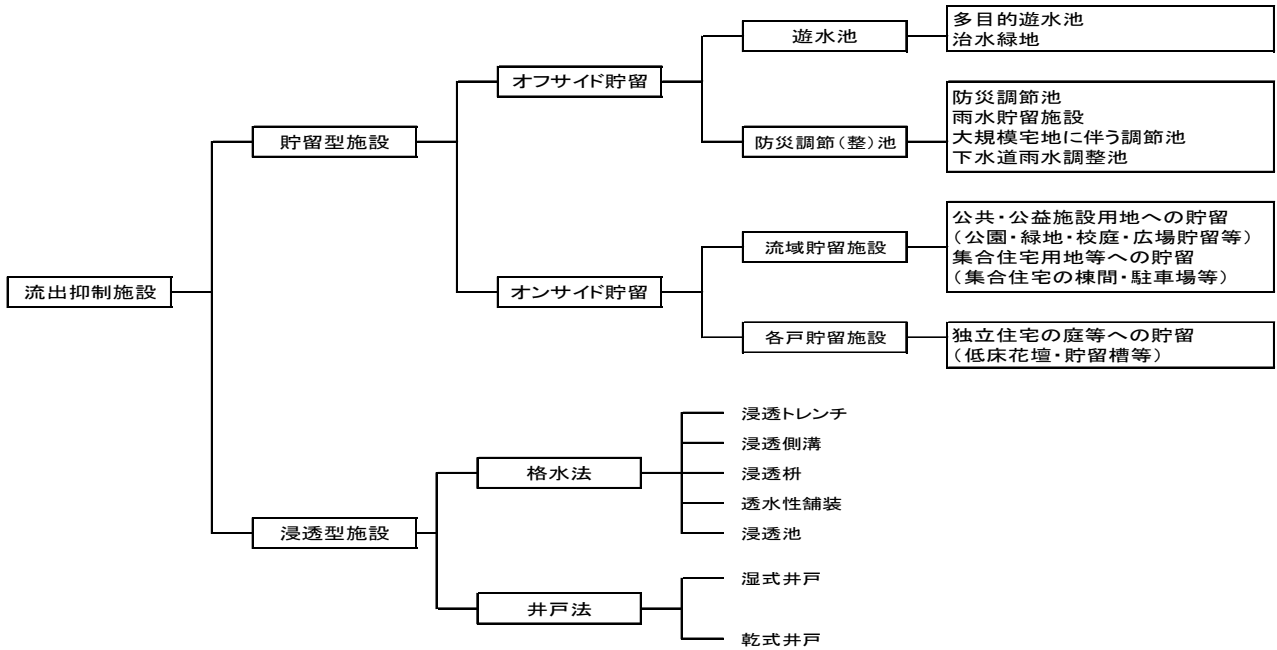 流出抑制施設
貯留型施設
オフサイド貯留
遊水池
多目的遊水池
治水緑地
防災調節(整)池
防災調節池
雨水貯留施設
大規模宅地に伴う調節池
下水道雨水調整池
オンサイド貯留
流域貯留施設
公共・公益施設用地への貯留
(公園・緑地・校庭・広場貯留等)
集合住宅用地等への貯留
(集合住宅の棟間・駐車場等)
各戸貯留施設
独立住宅の庭等への貯留
(低床花壇・貯留槽等)
浸透型施設
格水法
浸透トレンチ
浸透側溝
浸透枡
透水性舗装
浸透池
井戸法
湿式井戸
乾式井戸